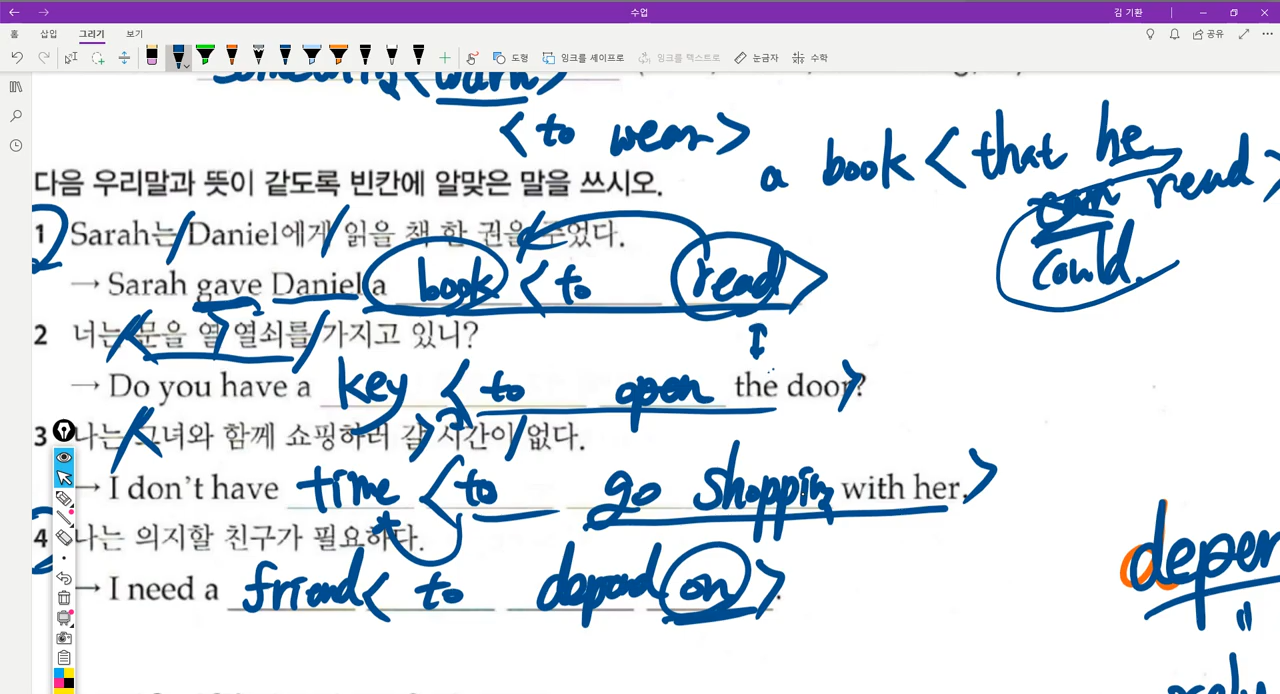 수업
김 기환
홈 삽입 그리기 보기
공유
도형 잉크를 셰이프로 잉크를 텍스트로 눈금자 수학
<to wear>
a book <that he
can read>
could.
다음 우리말과 뜻이 같도록 빈칸에 알맞은 말을 쓰시오.
1 Sarah는 / Daniel에게 / 읽을 책 한 권을 주었다.
→ Sarah gave Daniel a book <to read>
2 너는 <문을 열> 열쇠를 / 가지고 있니?
→ Do you have a key <to open the door>?
3 나는 <그녀와 함께 쇼핑하러 갈> 시간이 / 없다.
→ I don't have time <to go shopping with her.>
4 나는 의지할 친구가 필요하다.
→ I need a friend <to depend on>.